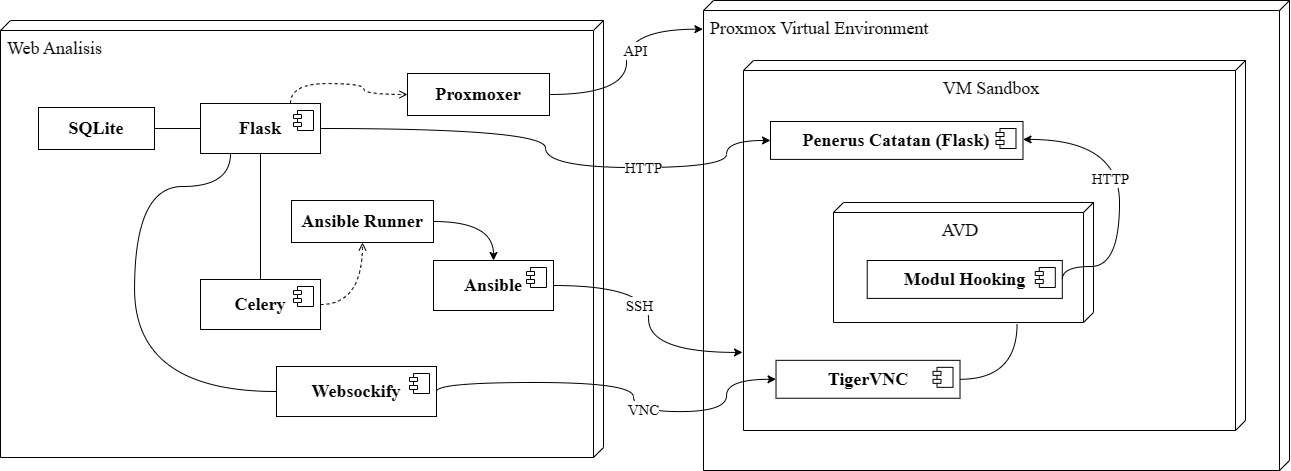 Web Analisis
SQLite
Flask
Proxmoxer
Ansible Runner
Celery
Ansible
Websockify
API
HTTP
SSH
VNC
Proxmox Virtual Environment
VM Sandbox
Penerus Catatan (Flask)
HTTP
AVD
Modul Hooking
TigerVNC